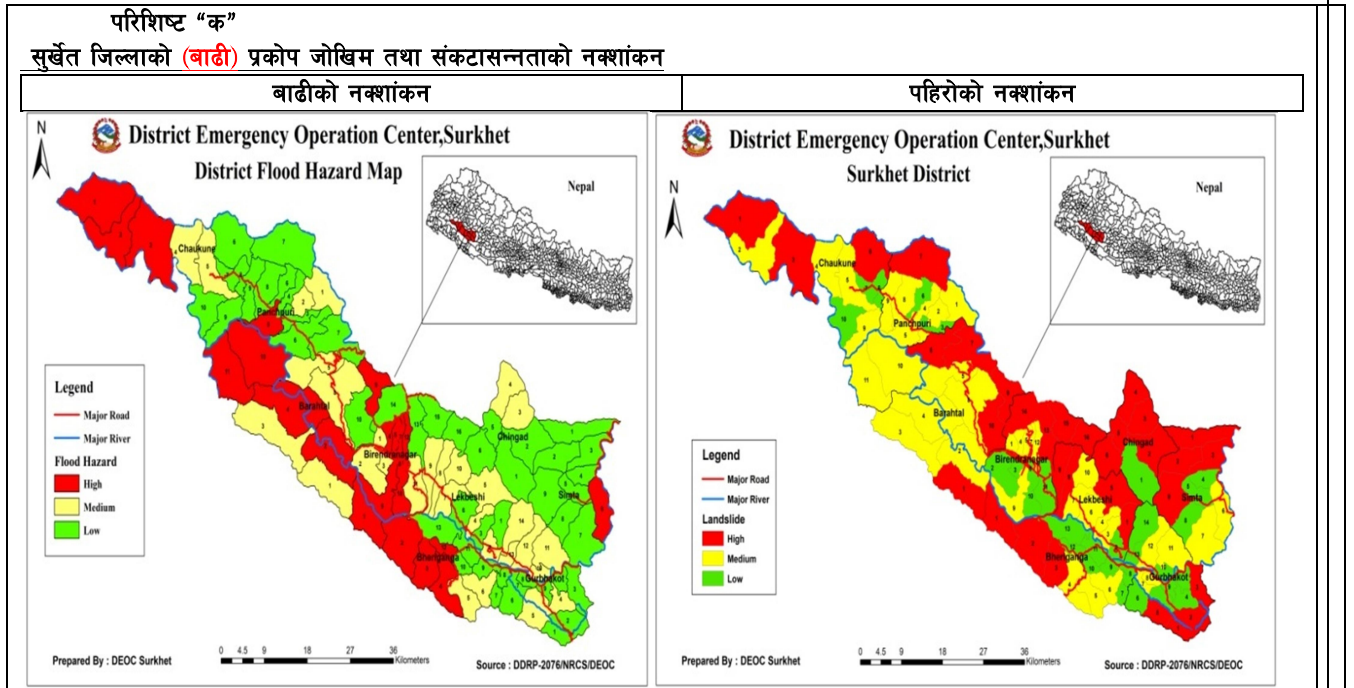 परिशिष्ट “क”
सुर्खेत जिल्लाको (बाढी) प्रकोप जोखिम तथा संकटासन्नताको नक्शांकन
बाढीको नक्शांकन
पहिरोको नक्शांकन
N
District Emergency Operation Center,Surkhet
District Flood Hazard Map
Nepal
Chaukune
Panchpuri
Barahtal
Birendranagar
Chingad
Lekbeshi
Simta
Bheriganga
Gurbhakot
Legend
Major Road
Major River
Flood Hazard
High
Medium
Low
0 4.5 9 18 27 36
Kilometers
Prepared By : DEOC Surkhet
Source : DDRP-2076/NRCS/DEOC
N
District Emergency Operation Center,Surkhet
Surkhet District
Nepal
Chaukune
Panchpuri
Barahtal
Birendranagar
Chingad
Lekbeshi
Simta
Bheriganga
Gurbhakot
Legend
Major Road
Major River
Landslide
High
Medium
Low
0 4.5 9 18 27 36
Kilometers
Prepared By : DEOC Surkhet
Source : DDRP-2076/NRCS/DEOC